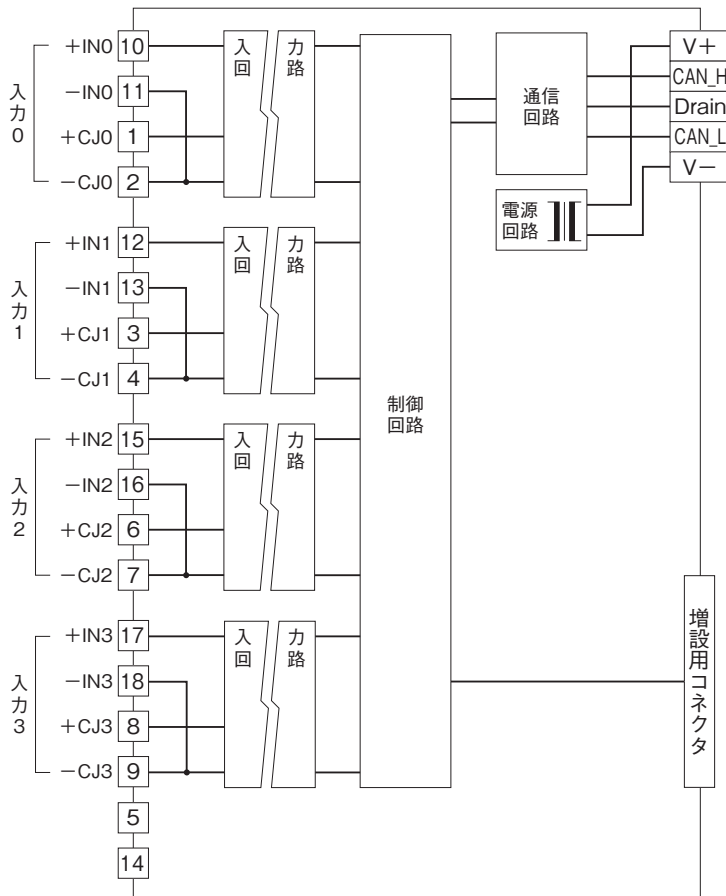 入力0
+IN0 10
−IN0 11
+CJ0 1
−CJ0 2
入力1
+IN1 12
−IN1 13
+CJ1 3
−CJ1 4
入力2
+IN2 15
−IN2 16
+CJ2 6
−CJ2 7
入力3
+IN3 17
−IN3 18
+CJ3 8
−CJ3 9
5
14
入力
回路
入力
回路
入力
回路
入力
回路
制御
回路
通信
回路
電源
回路
V+
CAN_H
Drain
CAN_L
V−
増設用コネクタ